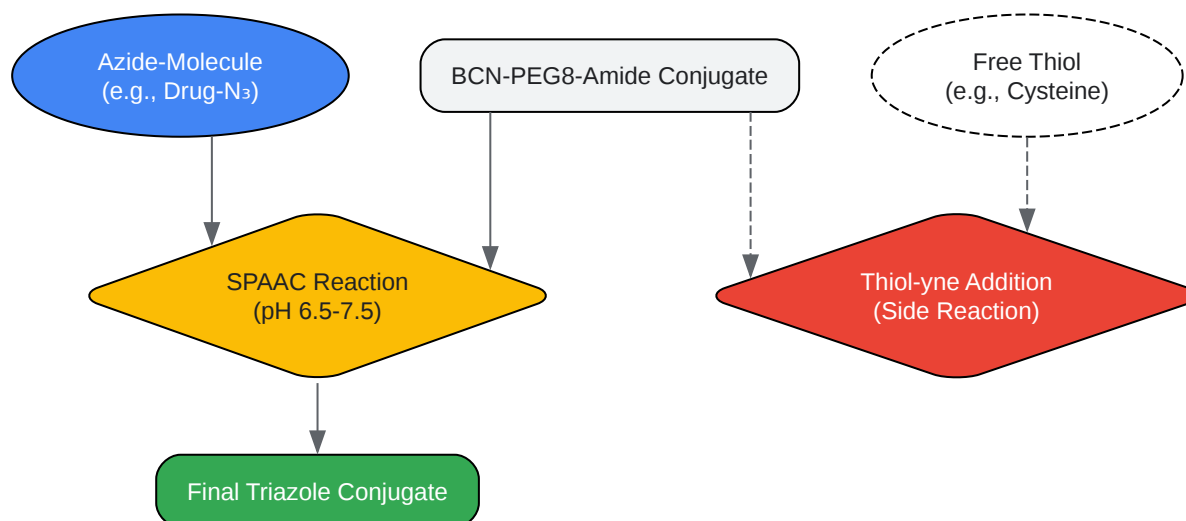 Azide-Molecule
(e.g., Drug-N₃)
BCN-PEG8-Amide Conjugate
Free Thiol
(e.g., Cysteine)
SPAAC Reaction
(pH 6.5-7.5)
Thiol-yne Addition
(Side Reaction)
Final Triazole Conjugate